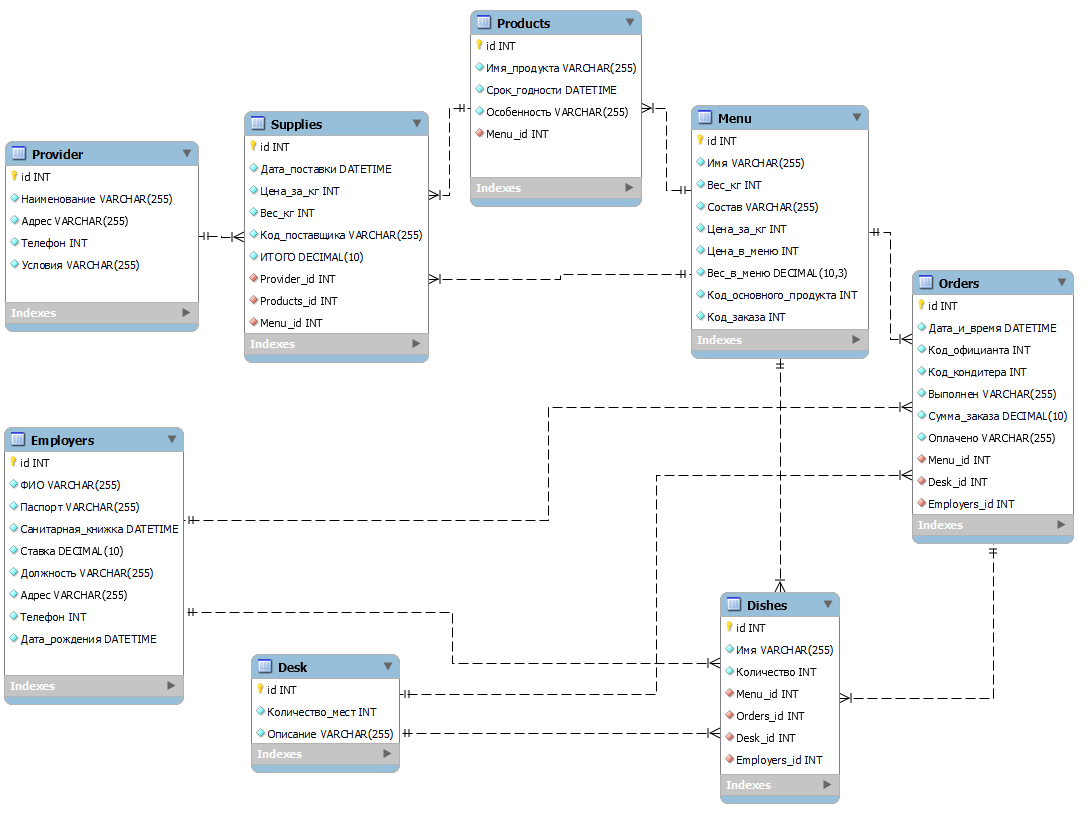 Products
id INT
Имя_продукта VARCHAR(255)
Срок_годности DATETIME
Особенность VARCHAR(255)
Menu_id INT
Indexes
Supplies
id INT
Дата_поставки DATETIME
Цена_за_кг INT
Вес_кг INT
Код_поставщика VARCHAR(255)
ИТОГО DECIMAL(10)
Provider_id INT
Products_id INT
Menu_id INT
Indexes
Menu
id INT
Имя VARCHAR(255)
Вес_кг INT
Состав VARCHAR(255)
Цена_за_кг INT
Цена_в_меню INT
Вес_в_меню DECIMAL(10,3)
Код_основного_продукта INT
Код_заказа INT
Indexes
Provider
id INT
Наименование VARCHAR(255)
Адрес VARCHAR(255)
Телефон INT
Условия VARCHAR(255)
Indexes
Orders
id INT
Дата_и_время DATETIME
Код_официанта INT
Код_кондитера INT
Выполнен VARCHAR(255)
Сумма_заказа DECIMAL(10)
Оплачено VARCHAR(255)
Menu_id INT
Desk_id INT
Employers_id INT
Indexes
Employers
id INT
ФИО VARCHAR(255)
Паспорт VARCHAR(255)
Санитарная_книжка DATETIME
Ставка DECIMAL(10)
Должность VARCHAR(255)
Адрес VARCHAR(255)
Телефон INT
Дата_рождения DATETIME
Indexes
Desk
id INT
Количество_мест INT
Описание VARCHAR(255)
Indexes
Dishes
id INT
Имя VARCHAR(255)
Количество INT
Menu_id INT
Orders_id INT
Desk_id INT
Employers_id INT
Indexes